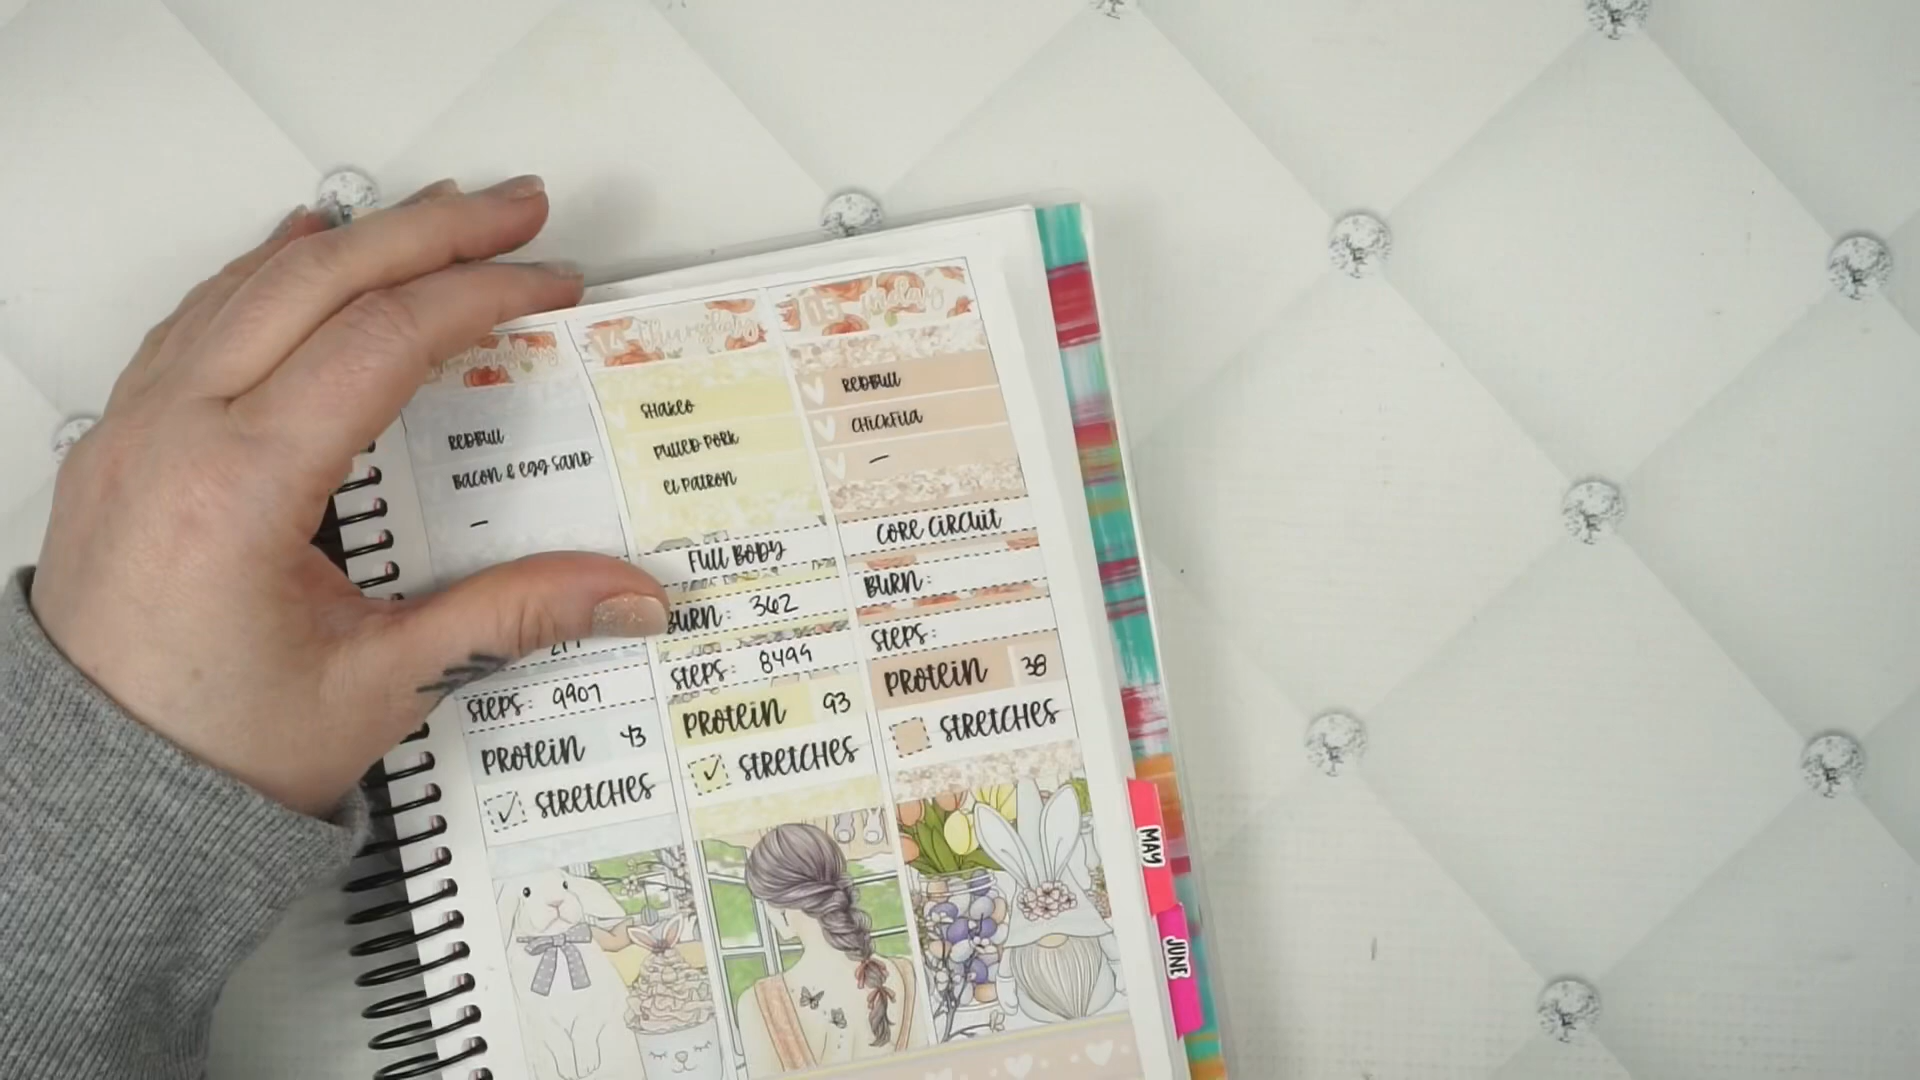 REDBULL
BACON & EGG SAND
—
STEPS: 9907
PROTEIN 43
✓ STRETCHES
14 thursday
SHAKEO
PULLED PORK
EL PATRON
FULL BODY
BURN: 362
STEPS: 8499
PROTEIN 93
✓ STRETCHES
15 friday
REDBULL
CHICKFILA
—
CORE CIRCUIT
BURN:
STEPS:
PROTEIN 38
STRETCHES
MAY
JUNE